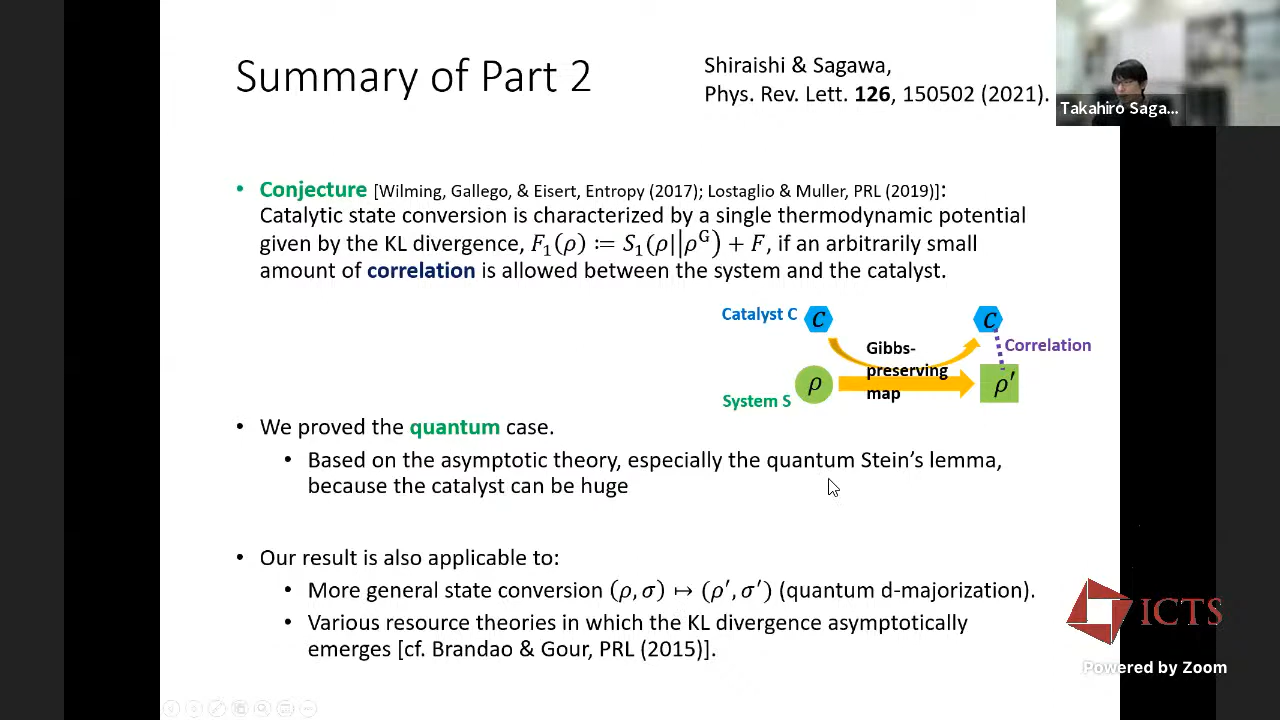 Summary of Part 2
Shiraishi & Sagawa,
Phys. Rev. Lett. 126, 150502 (2021).
Takahiro Saga...
• Conjecture [Wilming, Gallego, & Eisert, Entropy (2017); Lostaglio & Muller, PRL (2019)]:
Catalytic state conversion is characterized by a single thermodynamic potential
given by the KL divergence, F₁(ρ) ≔ S₁(ρ||ρᴳ) + F, if an arbitrarily small
amount of correlation is allowed between the system and the catalyst.
Catalyst C
C
C
Gibbs-
preserving
map
Correlation
System S
ρ
ρ′
• We proved the quantum case.
• Based on the asymptotic theory, especially the quantum Stein's lemma,
because the catalyst can be huge
• Our result is also applicable to:
• More general state conversion (ρ, σ) ↦ (ρ′, σ′) (quantum d-majorization).
• Various resource theories in which the KL divergence asymptotically
emerges [cf. Brandao & Gour, PRL (2015)].
ICTS
Powered by Zoom